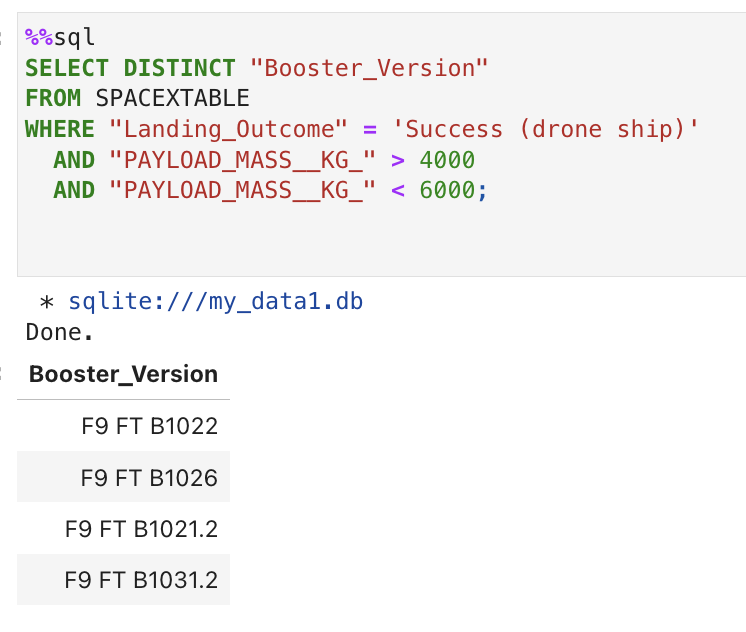 %%sql
SELECT DISTINCT "Booster_Version"
FROM SPACEXTABLE
WHERE "Landing_Outcome" = 'Success (drone ship)'
  AND "PAYLOAD_MASS__KG_" > 4000
  AND "PAYLOAD_MASS__KG_" < 6000;
* sqlite:///my_data1.db
Done.
Booster_Version
F9 FT B1022
F9 FT B1026
F9 FT B1021.2
F9 FT B1031.2